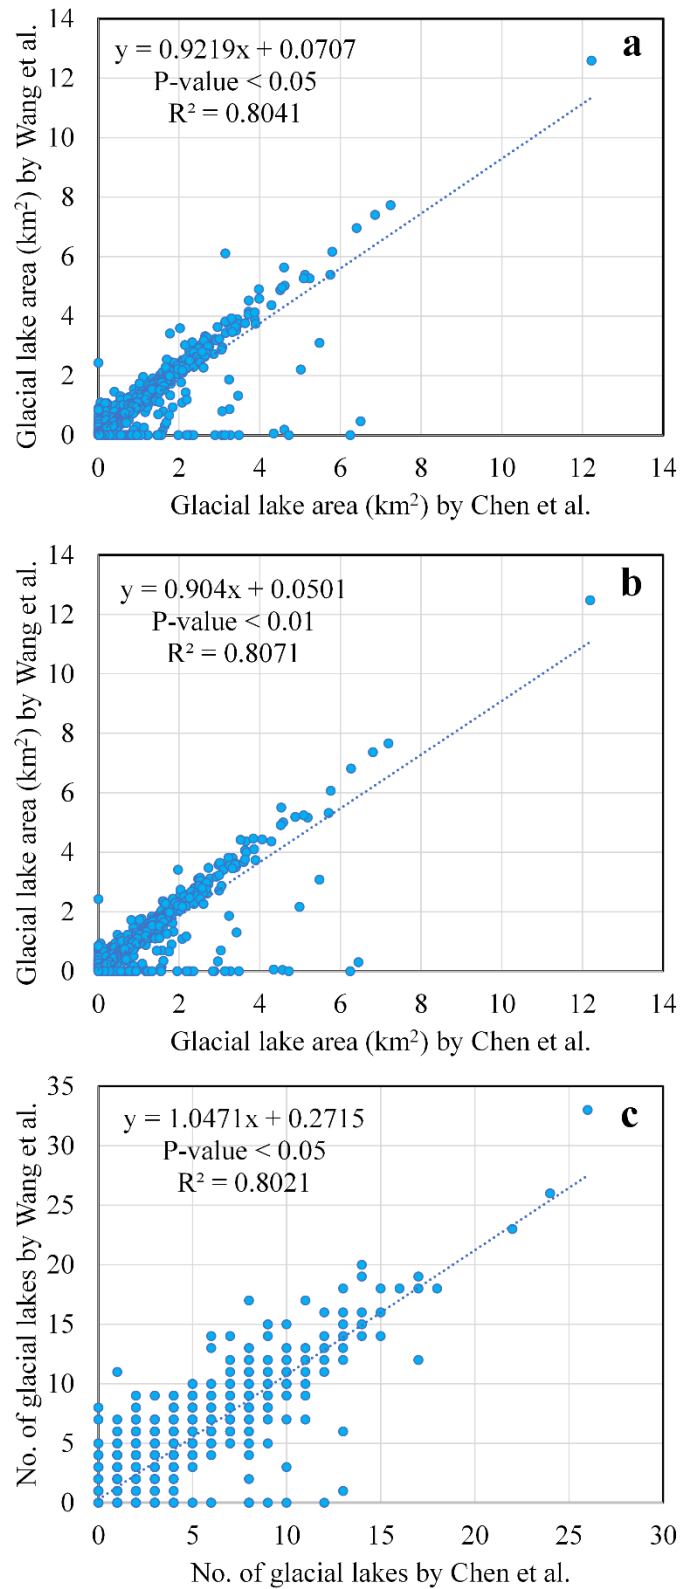 a
y = 0.9219x + 0.0707
P-value < 0.05
R² = 0.8041
Glacial lake area (km²) by Wang et al.
14
12
10
8
6
4
2
0
0 2 4 6 8 10 12 14
Glacial lake area (km²) by Chen et al.
b
y = 0.904x + 0.0501
P-value < 0.01
R² = 0.8071
Glacial lake area (km²) by Wang et al.
14
12
10
8
6
4
2
0
0 2 4 6 8 10 12 14
Glacial lake area (km²) by Chen et al.
c
y = 1.0471x + 0.2715
P-value < 0.05
R² = 0.8021
No. of glacial lakes by Wang et al.
35
30
25
20
15
10
5
0
0 5 10 15 20 25 30
No. of glacial lakes by Chen et al.